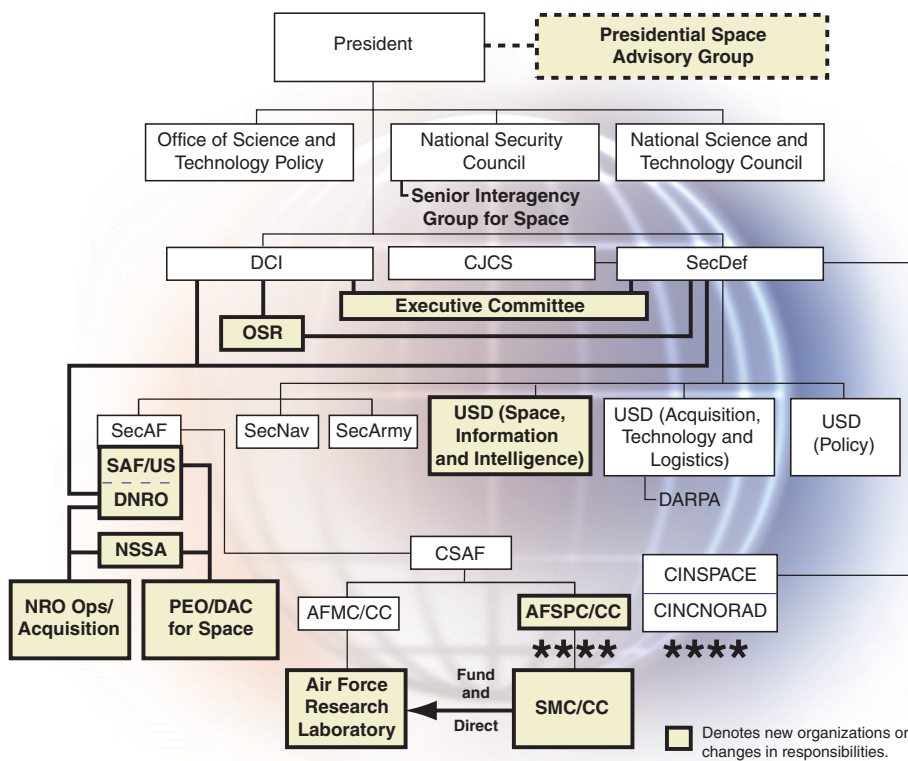 President
Presidential Space
Advisory Group
Office of Science and
Technology Policy
National Security
Council
National Science and
Technology Council
Senior Interagency
Group for Space
DCI
CJCS
SecDef
Executive Committee
OSR
SecAF
SecNav
SecArmy
USD (Space,
Information
and Intelligence)
USD (Acquisition,
Technology and
Logistics)
USD
(Policy)
DARPA
SAF/US
DNRO
NSSA
NRO Ops/
Acquisition
PEO/DAC
for Space
CSAF
AFMC/CC
AFSPC/CC
****
CINSPACE
CINCNORAD
****
Air Force
Research
Laboratory
Fund
and
Direct
SMC/CC
Denotes new organizations or
changes in responsibilities.